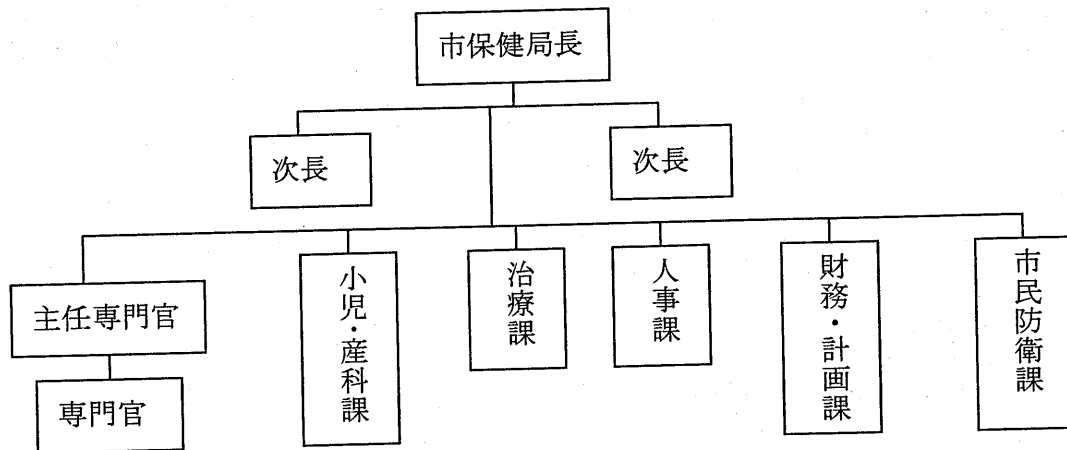 市保健局長
次長
次長
主任専門官
小児・産科課
治療課
人事課
財務・計画課
市民防衛課
専門官